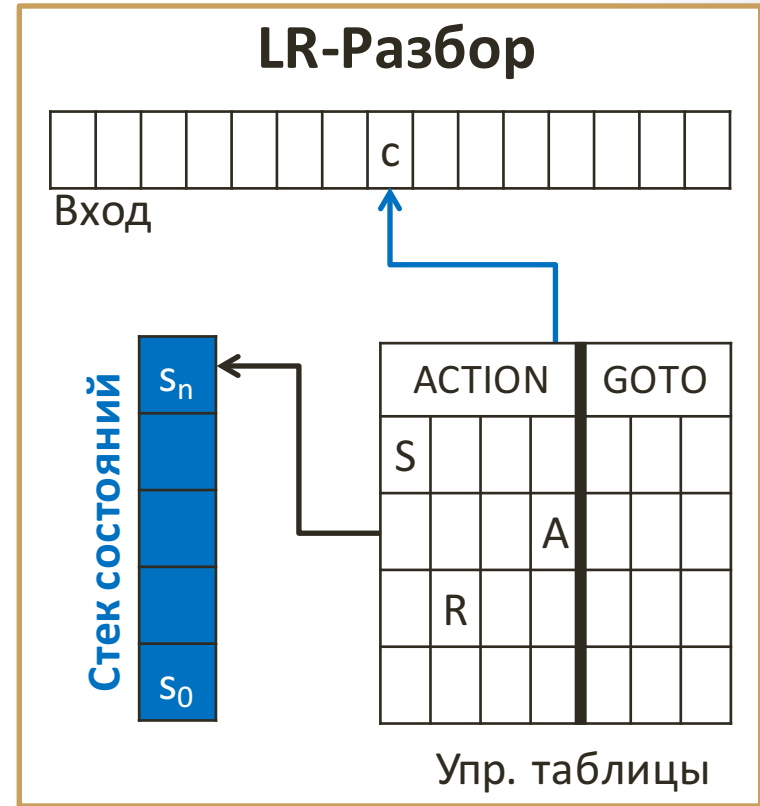 LR-Разбор
c
Вход
Стек состояний
sₙ
s₀
ACTION GOTO
S
A
R
Упр. таблицы